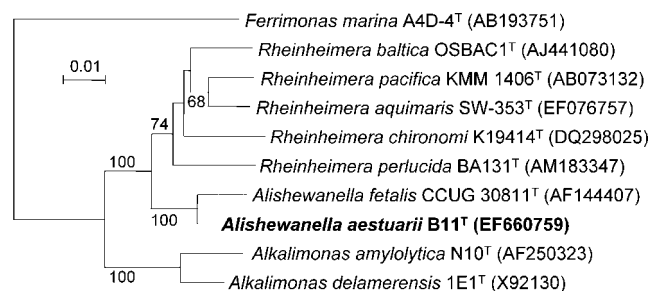 Ferrimonas marina A4D-4ᵀ (AB193751)
Rheinheimera baltica OSBAC1ᵀ (AJ441080)
0.01
Rheinheimera pacifica KMM 1406ᵀ (AB073132)
68
Rheinheimera aquimaris SW-353ᵀ (EF076757)
74
Rheinheimera chironomi K19414ᵀ (DQ298025)
100
Rheinheimera perlucida BA131ᵀ (AM183347)
Alishewanella fetalis CCUG 30811ᵀ (AF144407)
100
Alishewanella aestuarii B11ᵀ (EF660759)
Alkalimonas amylolytica N10ᵀ (AF250323)
100
Alkalimonas delamerensis 1E1ᵀ (X92130)